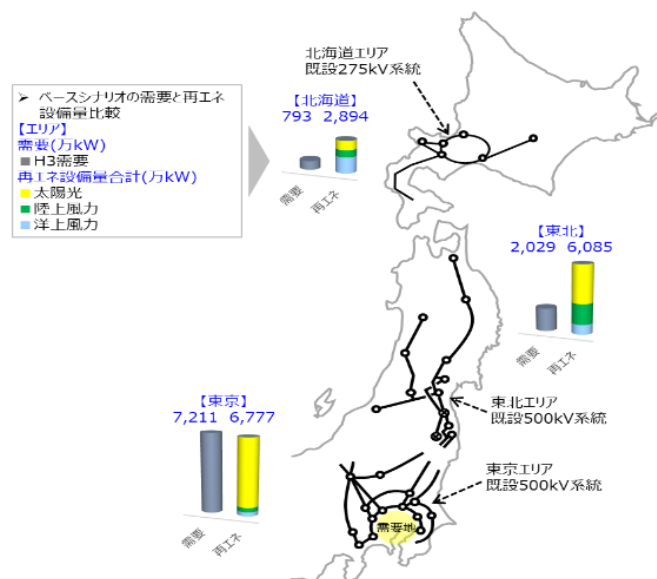 北海道エリア
既設275kV系統
➤ ベースシナリオの需要と再エネ
設備量比較
【エリア】
需要(万kW)
H3需要
再エネ設備量合計(万kW)
太陽光
陸上風力
洋上風力
【北海道】
793 2,894
需要
再エネ
【東北】
2,029 6,085
需要
再エネ
【東京】
7,211 6,777
需要
再エネ
東北エリア
既設500kV系統
東京エリア
既設500kV系統
需要地